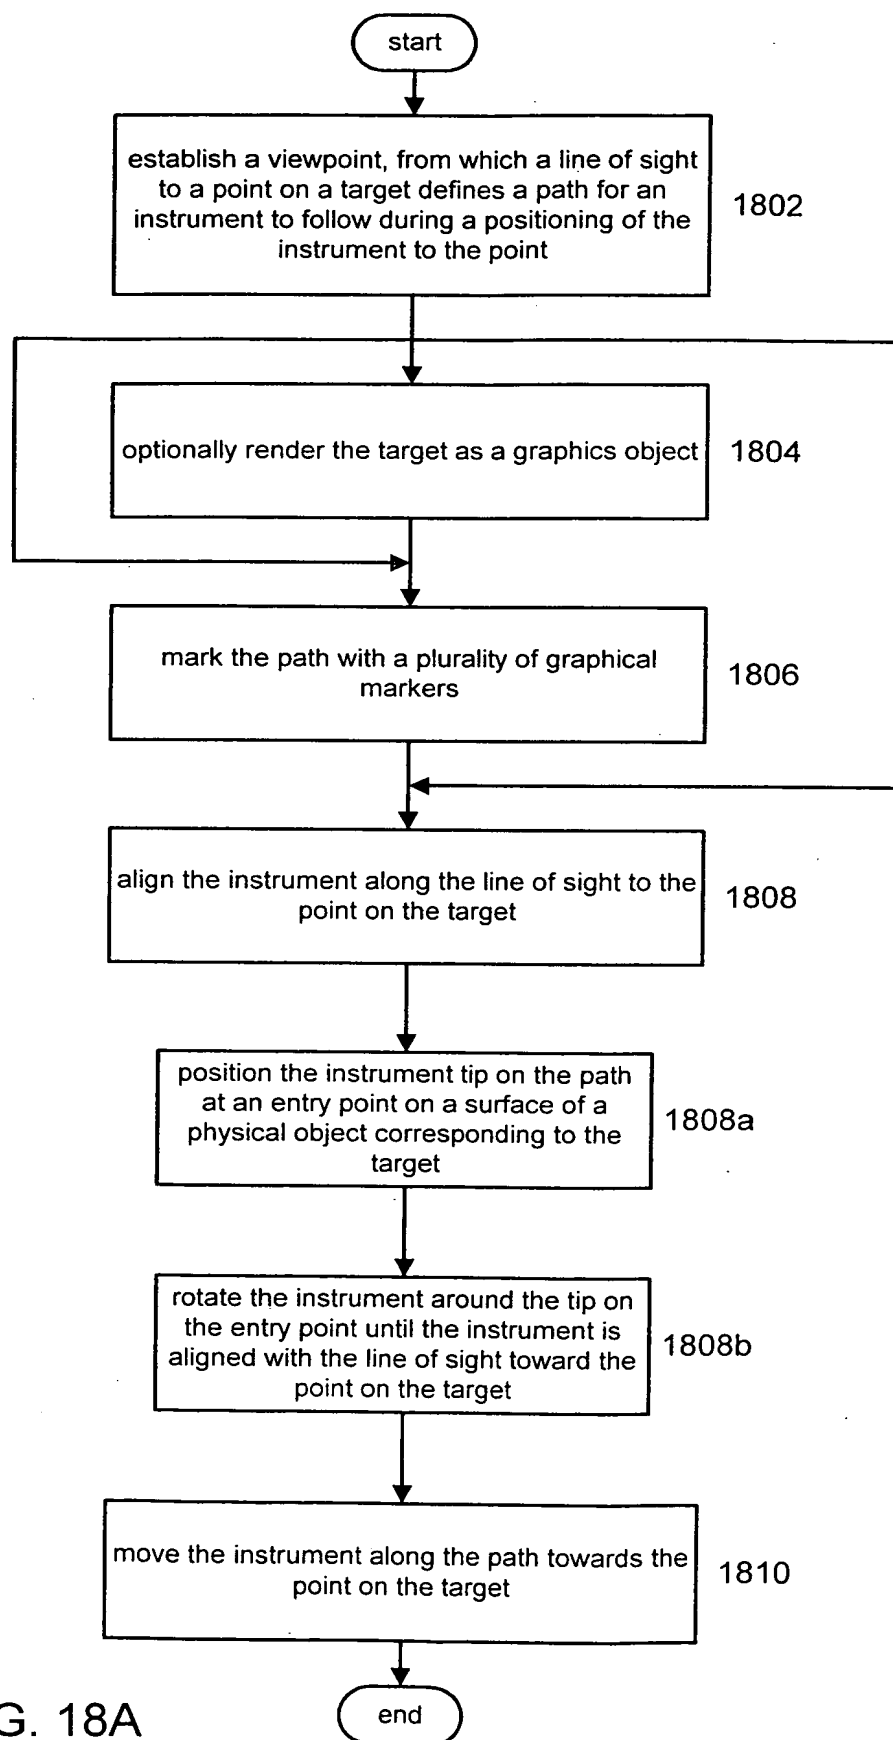 start
establish a viewpoint, from which a line of sight
to a point on a target defines a path for an
instrument to follow during a positioning of the
instrument to the point
1802
optionally render the target as a graphics object
1804
mark the path with a plurality of graphical
markers
1806
align the instrument along the line of sight to the
point on the target
1808
position the instrument tip on the path
at an entry point on a surface of a
physical object corresponding to the
target
1808a
rotate the instrument around the tip on
the entry point until the instrument is
aligned with the line of sight toward the
point on the target
1808b
move the instrument along the path towards the
point on the target
1810
end
G. 18A